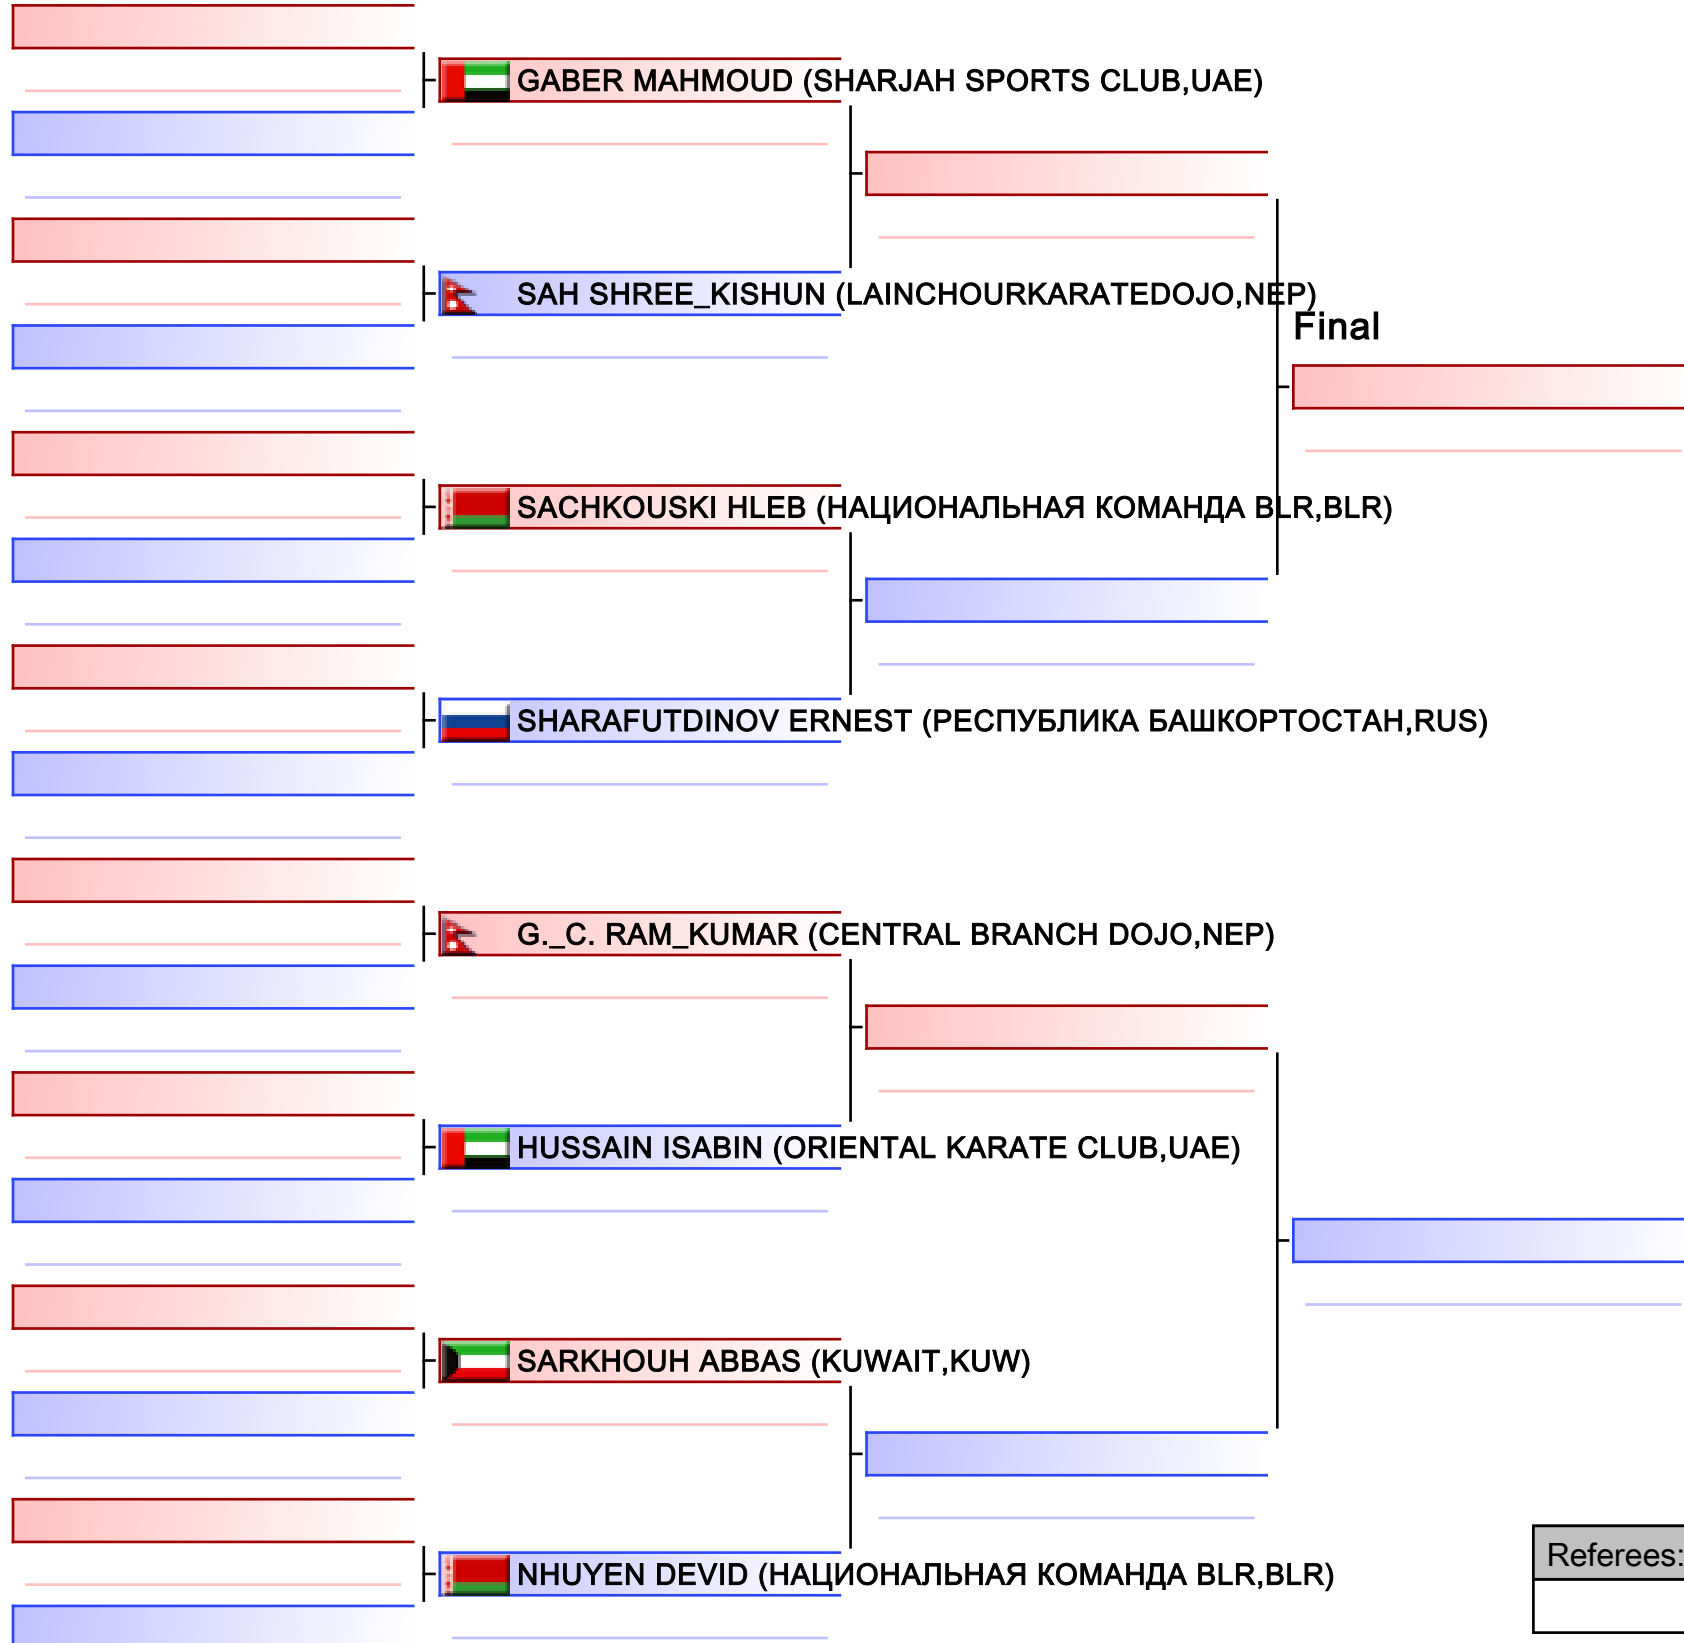 GABER MAHMOUD (SHARJAH SPORTS CLUB,UAE)
SAH SHREE_KISHUN (LAINCHOURKARATEDOJO,NEP)
Final
SACHKOUSKI HLEB (НАЦИОНАЛЬНАЯ КОМАНДА BLR,BLR)
SHARAFUTDINOV ERNEST (РЕСПУБЛИКА БАШКОРТОСТАН,RUS)
G._C. RAM_KUMAR (CENTRAL BRANCH DOJO,NEP)
HUSSAIN ISABIN (ORIENTAL KARATE CLUB,UAE)
SARKHOUH ABBAS (KUWAIT,KUW)
Referees:
NHUYEN DEVID (НАЦИОНАЛЬНАЯ КОМАНДА BLR,BLR)